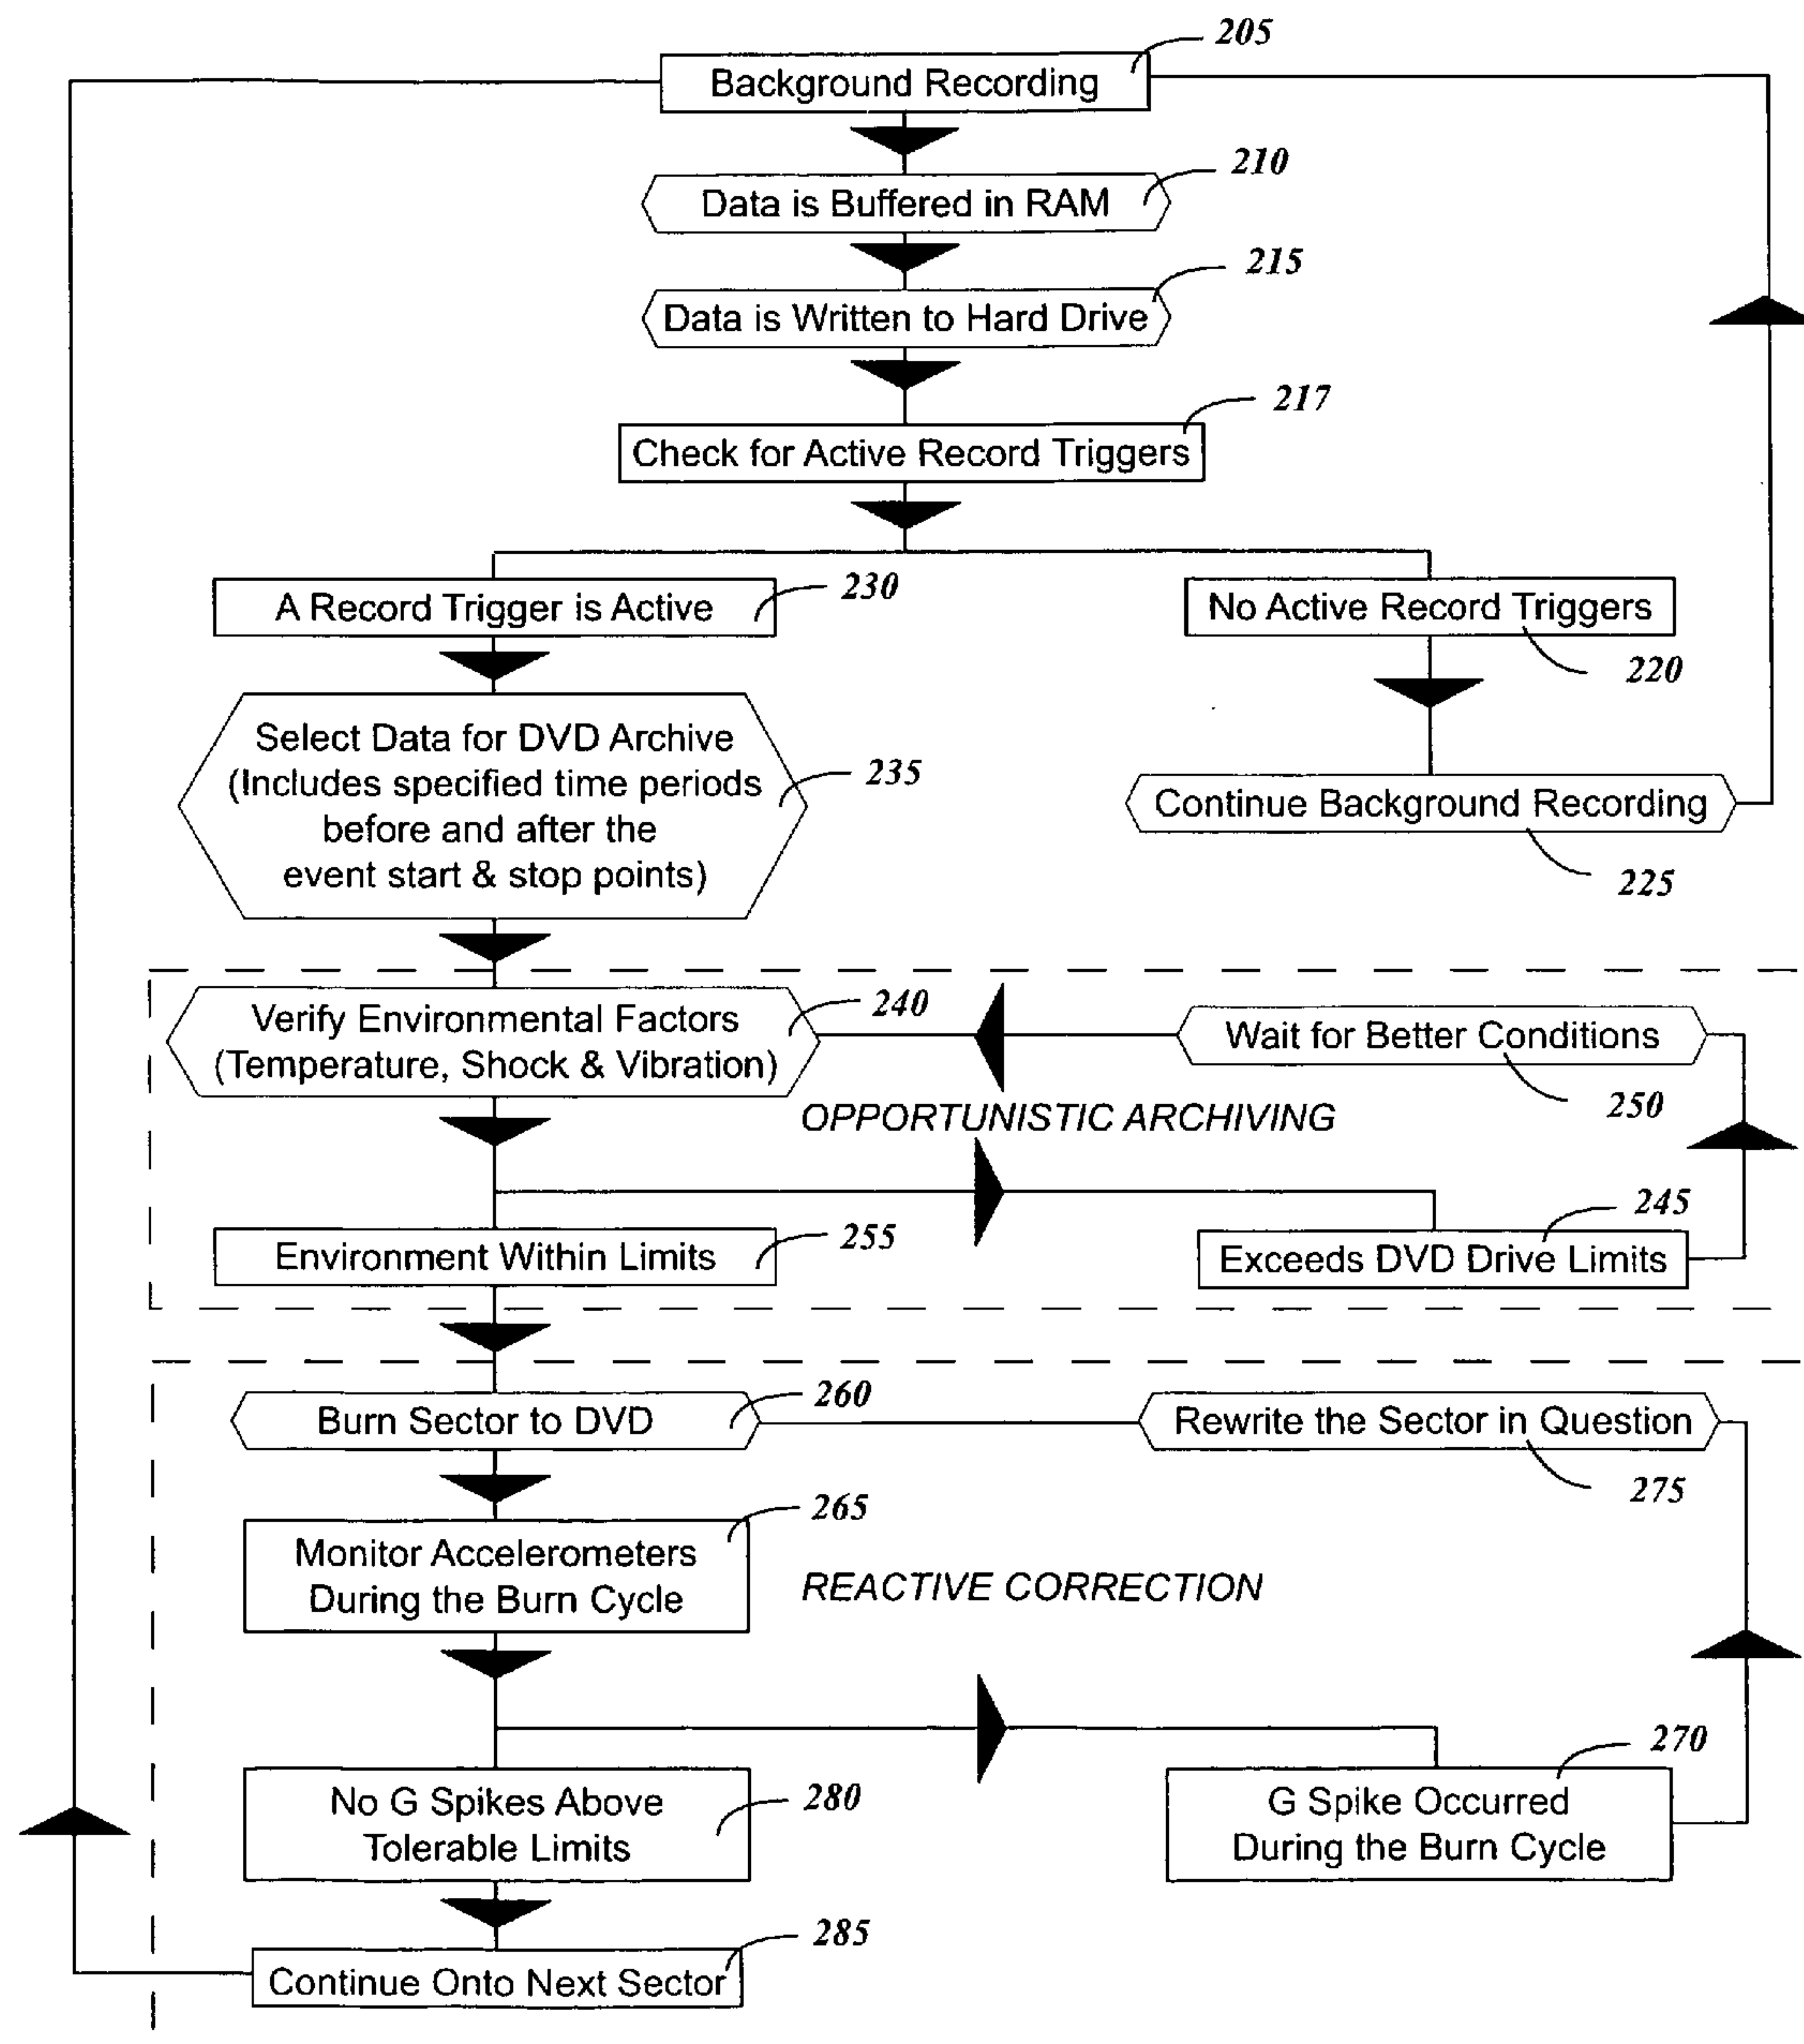 205
Background Recording
210
Data is Buffered in RAM
215
Data is Written to Hard Drive
217
Check for Active Record Triggers
230
A Record Trigger is Active
No Active Record Triggers
220
Select Data for DVD Archive
(Includes specified time periods
before and after the
event start & stop points)
235
Continue Background Recording
225
Verify Environmental Factors
(Temperature, Shock & Vibration)
240
Wait for Better Conditions
250
OPPORTUNISTIC ARCHIVING
Environment Within Limits
255
245
Exceeds DVD Drive Limits
Burn Sector to DVD
260
Rewrite the Sector in Question
275
265
Monitor Accelerometers
During the Burn Cycle
REACTIVE CORRECTION
No G Spikes Above
Tolerable Limits
280
270
G Spike Occurred
During the Burn Cycle
285
Continue Onto Next Sector